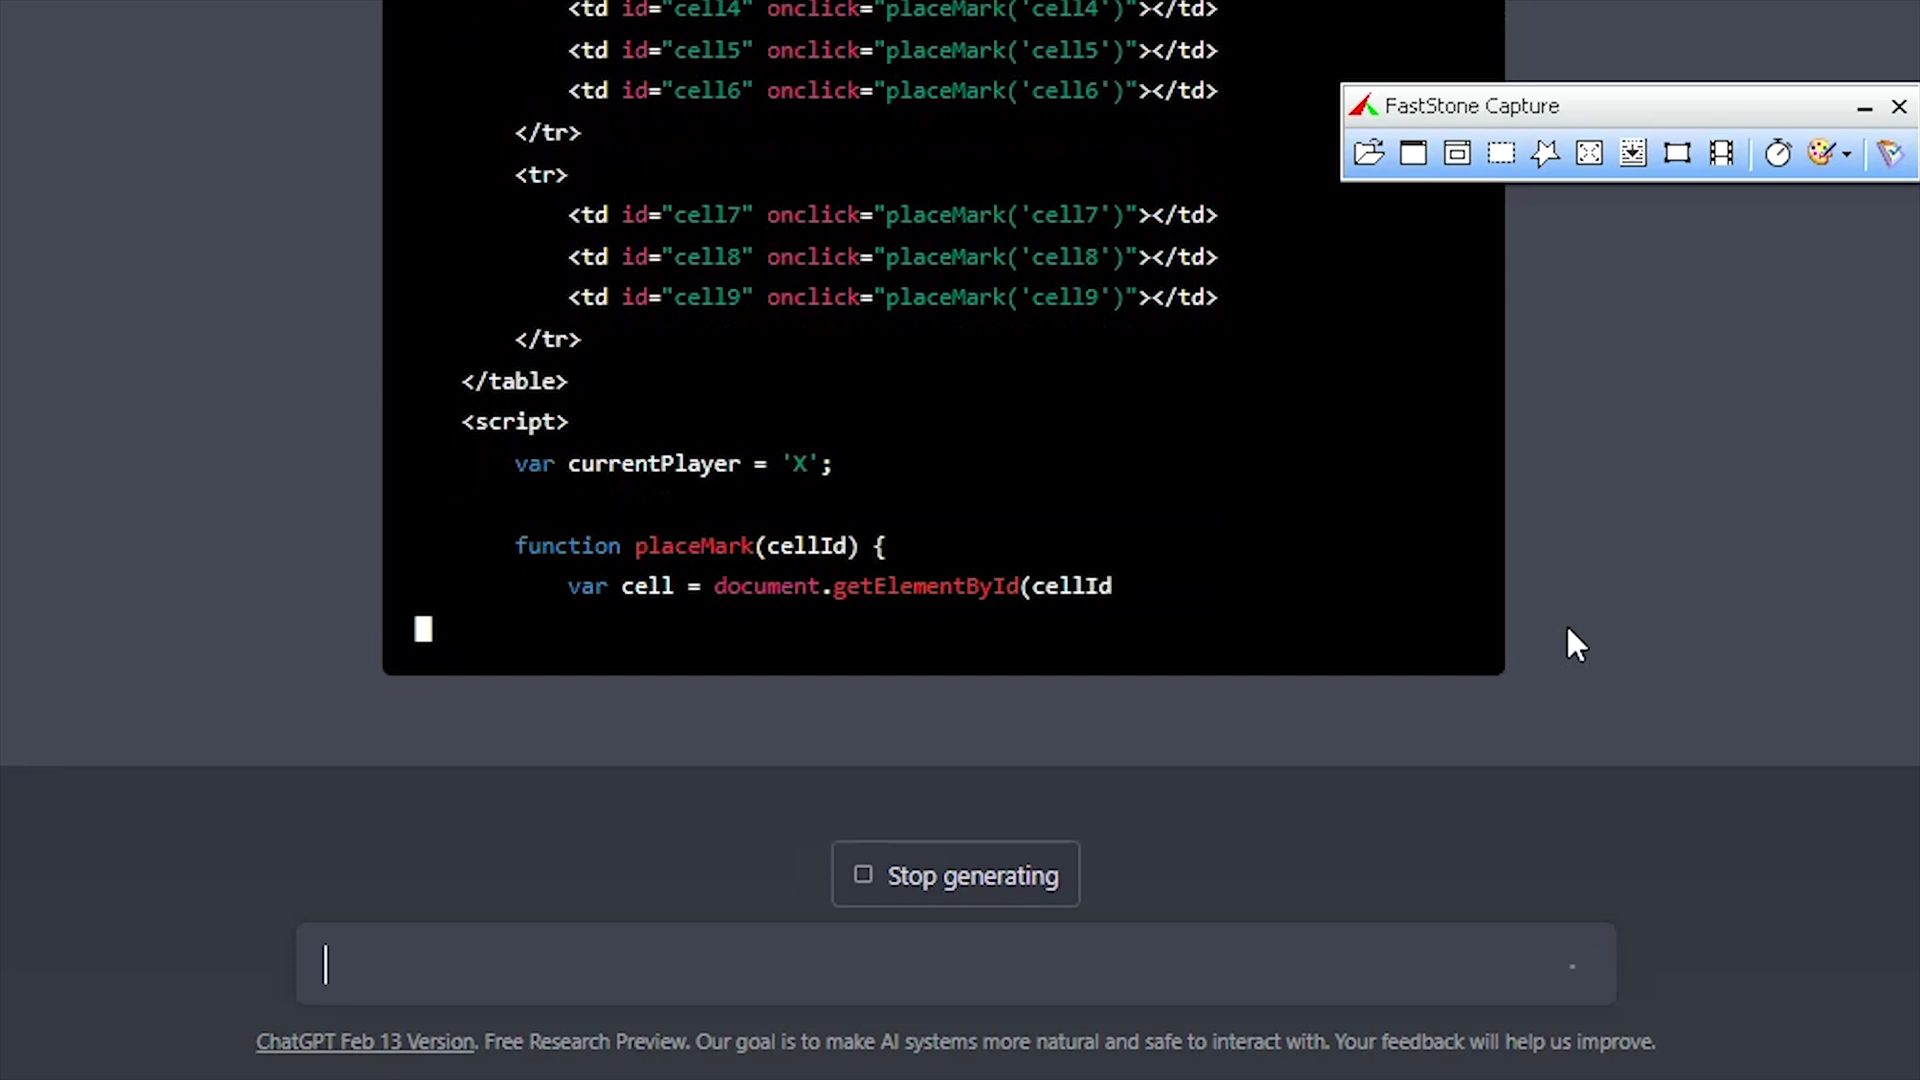 <td id="cell4" onclick="placeMark('cell4')"></td>
<td id="cell5" onclick="placeMark('cell5')"></td>
<td id="cell6" onclick="placeMark('cell6')"></td>
</tr>
<tr>
<td id="cell7" onclick="placeMark('cell7')"></td>
<td id="cell8" onclick="placeMark('cell8')"></td>
<td id="cell9" onclick="placeMark('cell9')"></td>
</tr>
</table>
<script>
var currentPlayer = 'X';
function placeMark(cellId) {
var cell = document.getElementById(cellId
FastStone Capture
Stop generating
ChatGPT Feb 13 Version. Free Research Preview. Our goal is to make AI systems more natural and safe to interact with. Your feedback will help us improve.